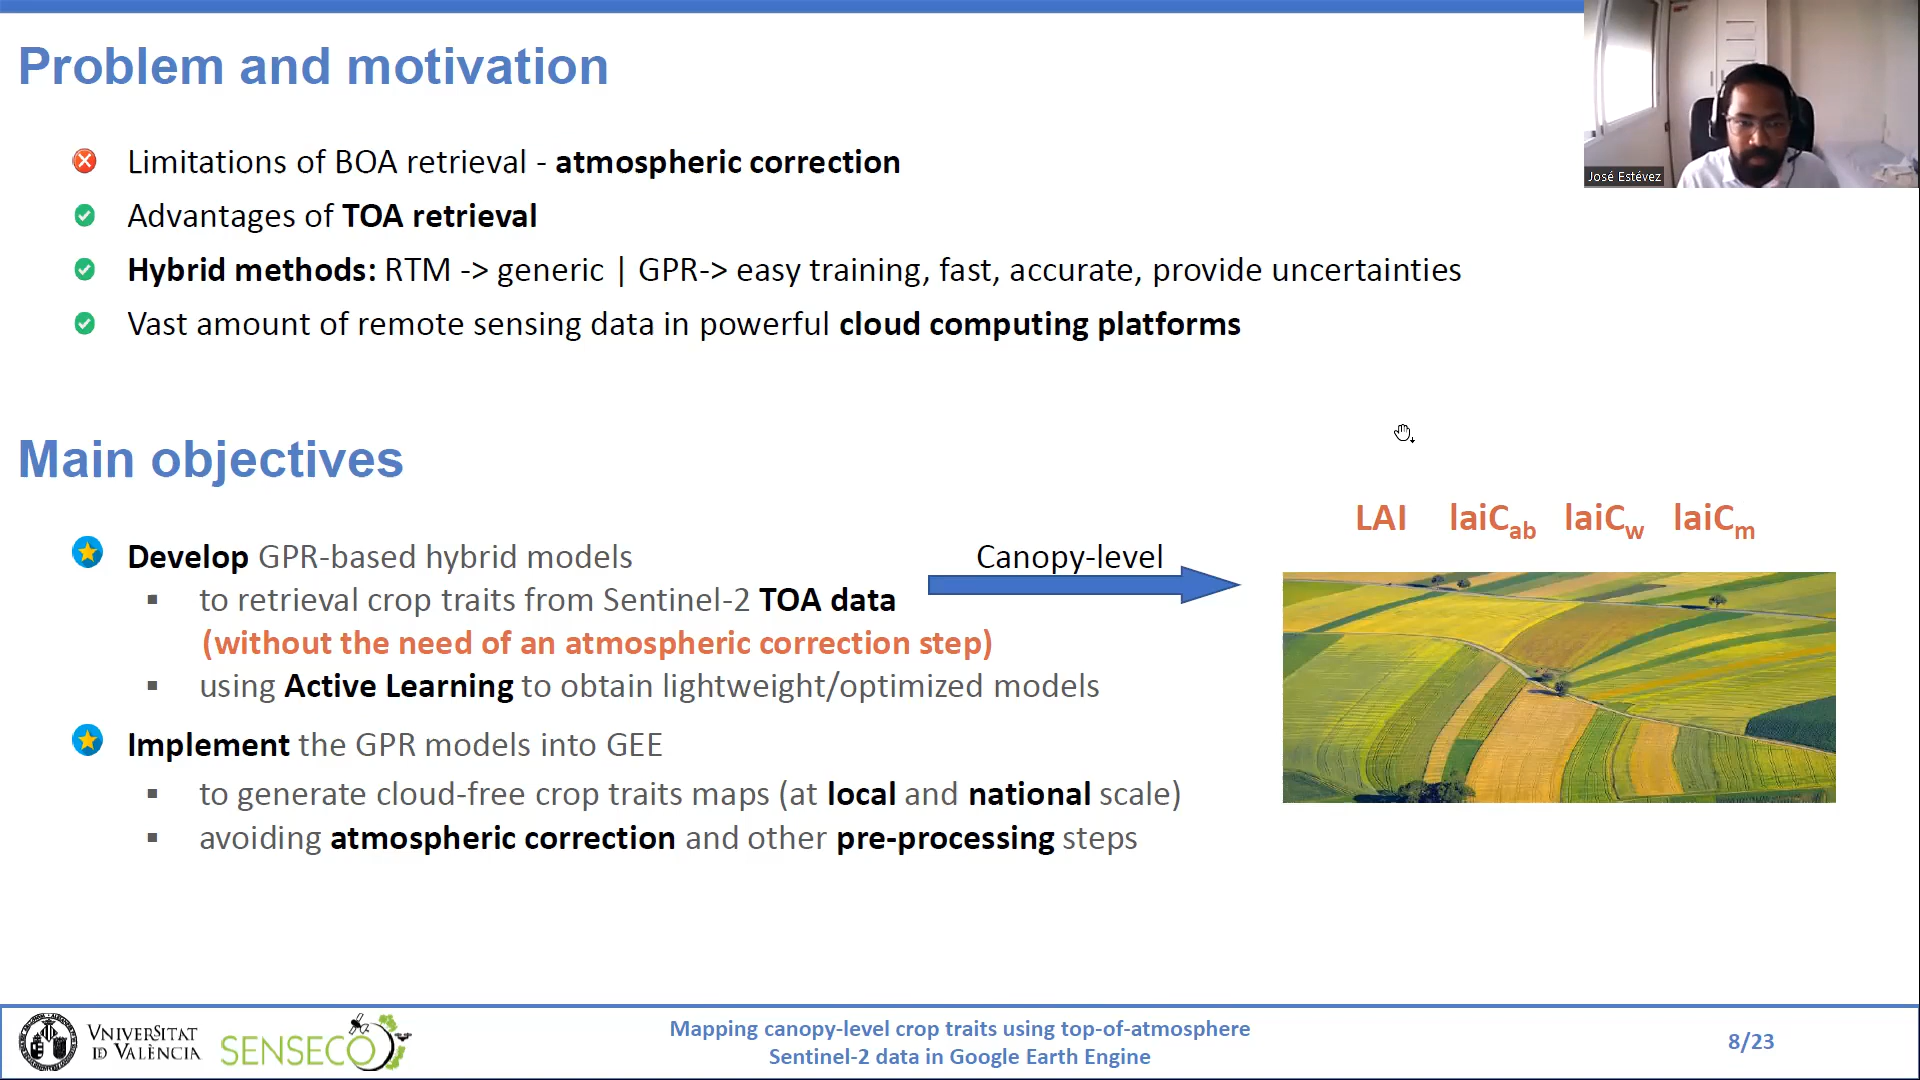 Problem and motivation
Limitations of BOA retrieval - atmospheric correction
Advantages of TOA retrieval
Hybrid methods: RTM -> generic | GPR-> easy training, fast, accurate, provide uncertainties
Vast amount of remote sensing data in powerful cloud computing platforms
José Estévez
Main objectives
Develop GPR-based hybrid models
to retrieval crop traits from Sentinel-2 TOA data
(without the need of an atmospheric correction step)
using Active Learning to obtain lightweight/optimized models
Implement the GPR models into GEE
to generate cloud-free crop traits maps (at local and national scale)
avoiding atmospheric correction and other pre-processing steps
Canopy-level
LAI laiCab laiCw laiCm
VNIVERSITAT
ID VALÈNCIA
SENSECO
Mapping canopy-level crop traits using top-of-atmosphere
Sentinel-2 data in Google Earth Engine
8/23